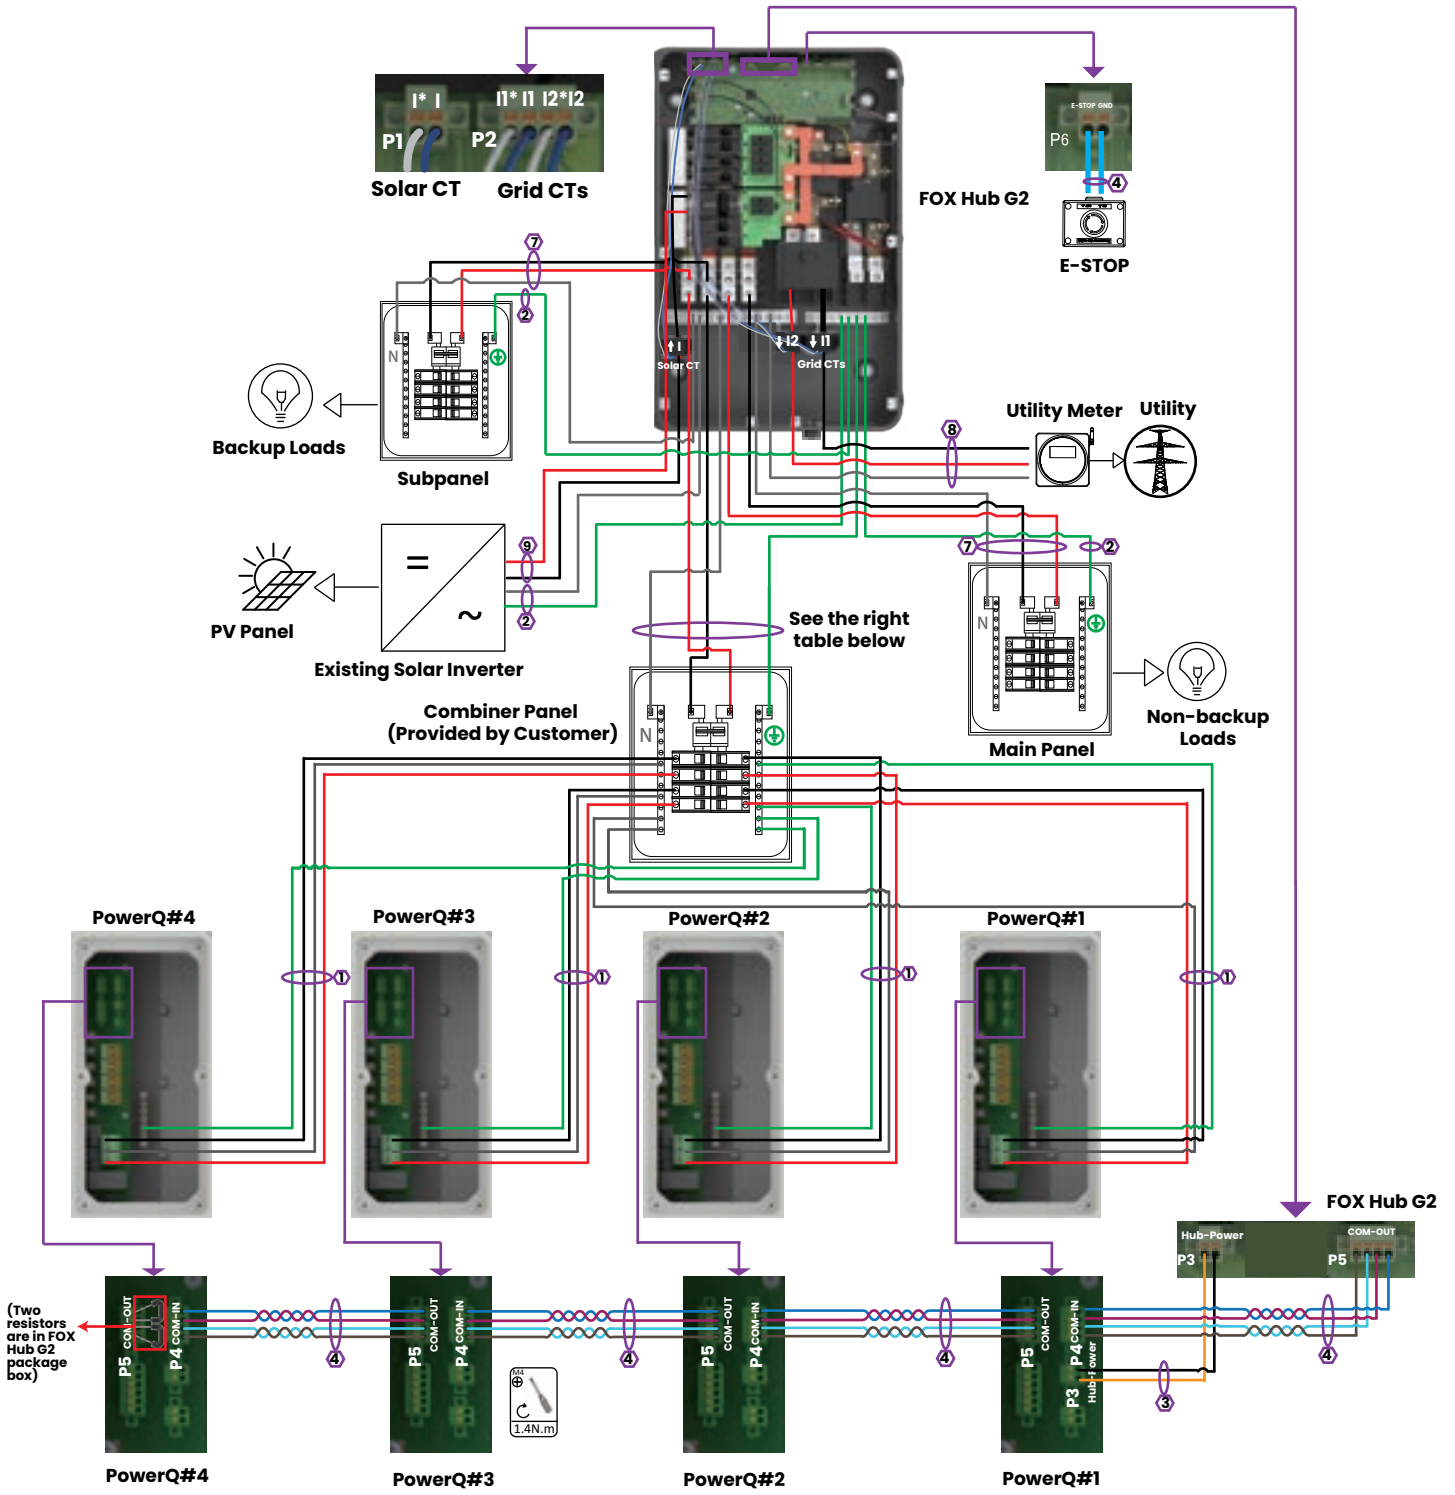 I* I
I1* I1 I2* I2
P1
P2
Solar CT
Grid CTs
E-STOP GND
P6
4
FOX Hub G2
E-STOP
7
2
N
I
Solar CT
I2
I1
Grid CTs
Backup Loads
Subpanel
Utility Meter
Utility
8
9
2
PV Panel
=
~
Existing Solar Inverter
See the right
table below
7
2
N
Combiner Panel
(Provided by Customer)
N
Main Panel
Non-backup
Loads
PowerQ#4
PowerQ#3
PowerQ#2
PowerQ#1
1
1
1
1
FOX Hub G2
Hub-Power
P3
COM-OUT
P5
(Two
resistors
are in FOX
Hub G2
package
box)
COM-OUT
COM-IN
P5
P4
4
COM-OUT
COM-IN
P5
P4
4
COM-OUT
COM-IN
P5
P4
4
COM-OUT
COM-IN
P5
P4
P3
Hub-Power
4
3
M4
1.4N.m
PowerQ#4
PowerQ#3
PowerQ#2
PowerQ#1